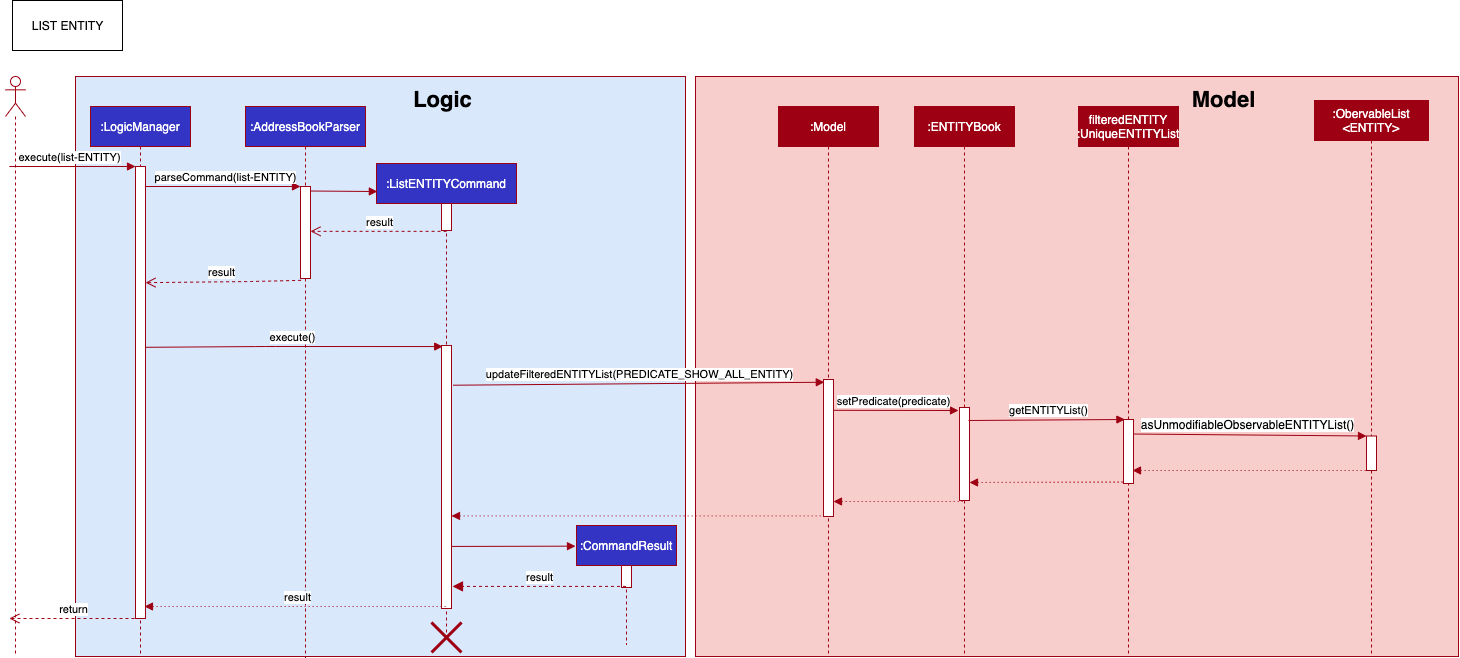 LIST ENTITY
Logic
Model
:LogicManager
:AddressBookParser
:Model
:ENTITYBook
filteredENTITY
:UniqueENTITYList
:ObervableList
<ENTITY>
execute(list-ENTITY)
parseCommand(list-ENTITY)
:ListENTITYCommand
result
result
execute()
updateFilteredENTITYList(PREDICATE_SHOW_ALL_ENTITY)
setPredicate(predicate)
getENTITYList()
asUnmodifiableObservableENTITYList()
:CommandResult
result
result
return